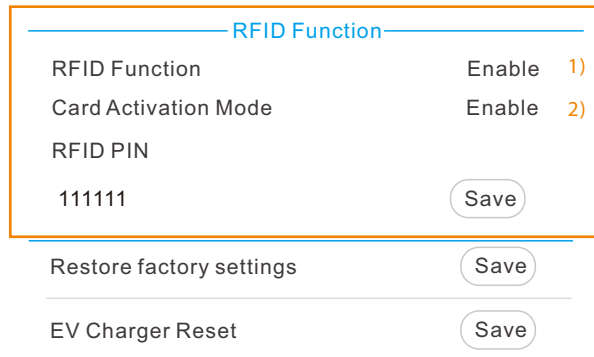 RFID Function
RFID Function Enable 1)
Card Activation Mode Enable 2)
RFID PIN
111111 Save
Restore factory settings Save
EV Charger Reset Save